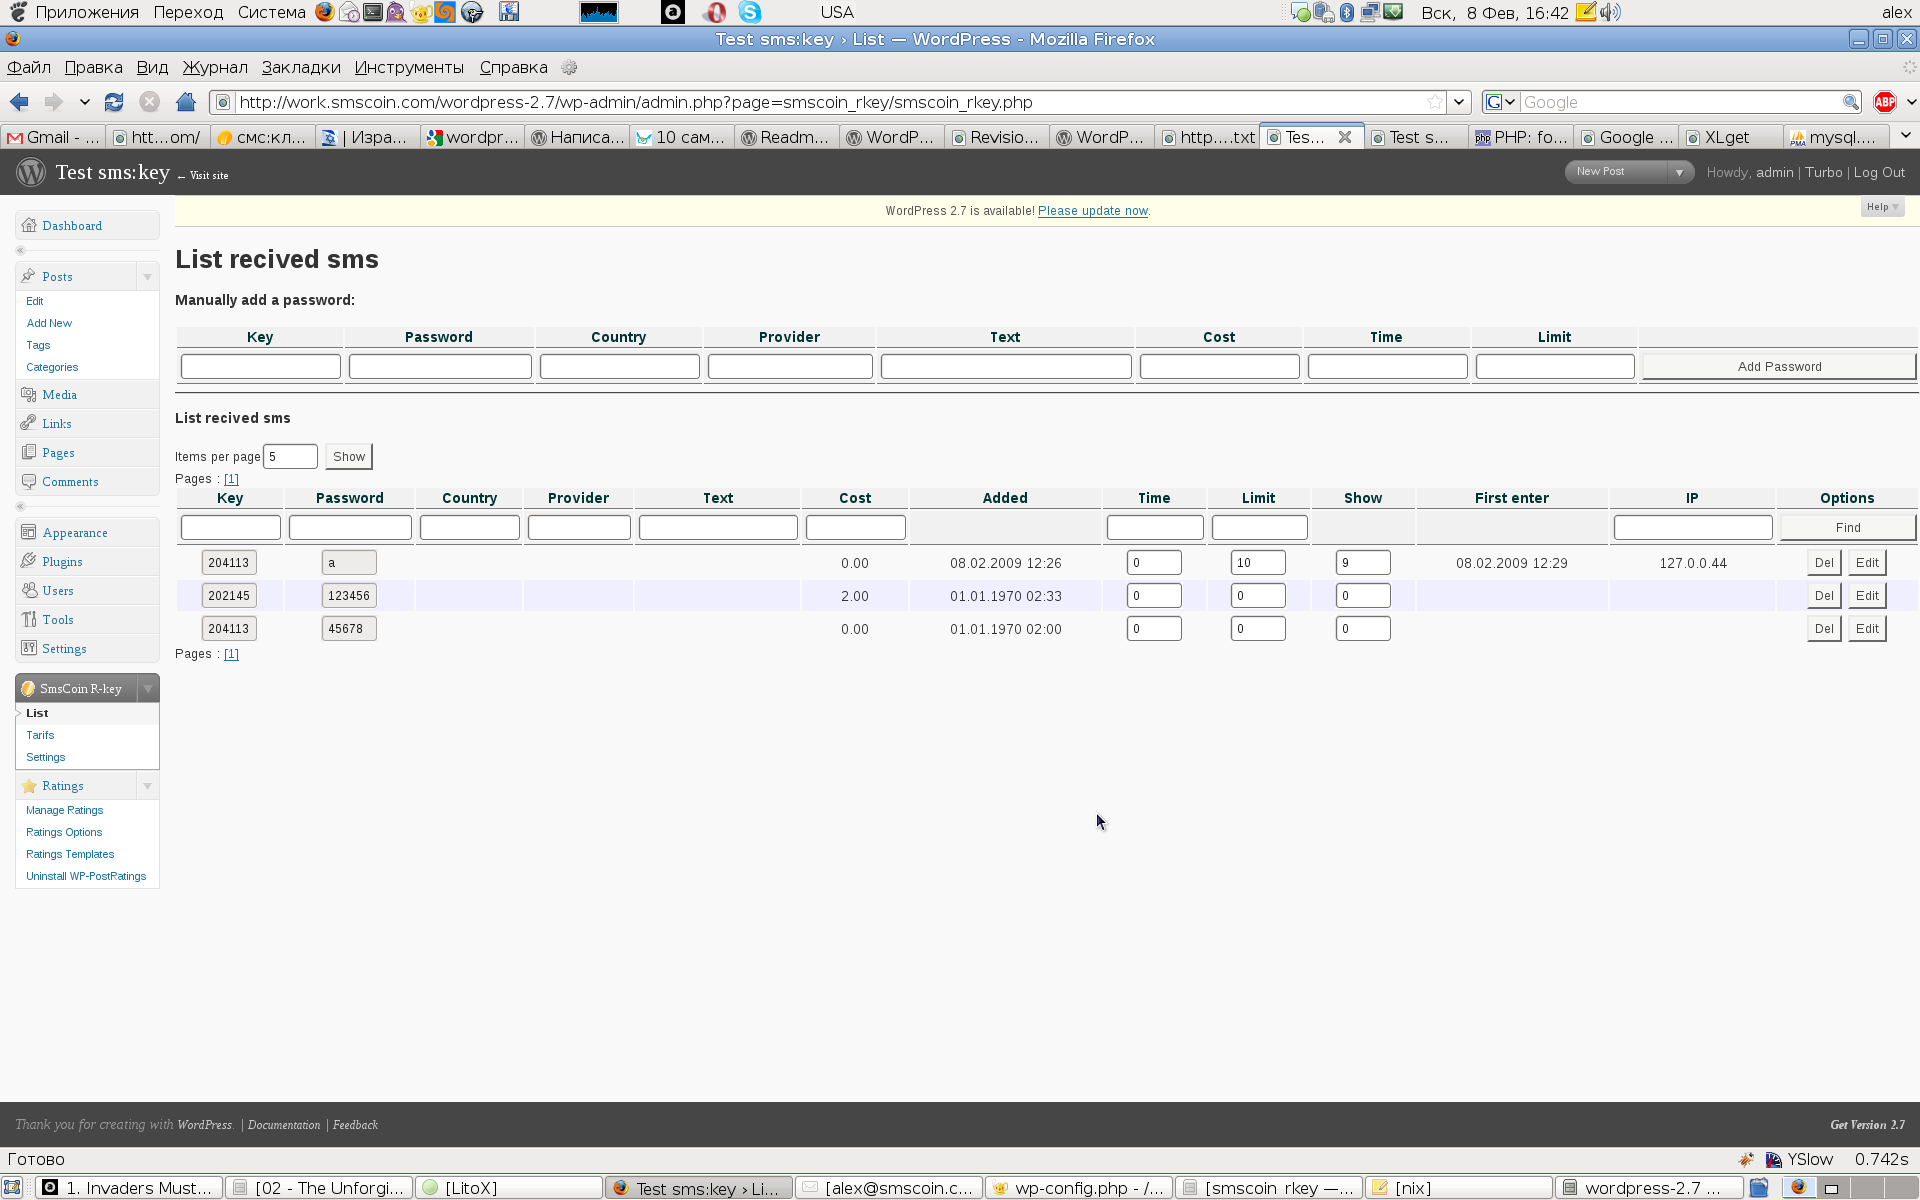 Приложения Переход Система USA Вск, 8 Фев, 16:42 alex
Test sms:key › List — WordPress - Mozilla Firefox
Файл Правка Вид Журнал Закладки Инструменты Справка
http://work.smscoin.com/wordpress-2.7/wp-admin/admin.php?page=smscoin_rkey/smscoin_rkey.php Google ABP
Gmail - ... htt...om/ смс:кл... | Изра... wordpr... Написа... 10 сам... Readm... WordP... Revisio... WordP... http....txt Tes... Test s... PHP: fo... Google ... XLget mysql....
Test sms:key ← Visit site New Post Howdy, admin | Turbo | Log Out
WordPress 2.7 is available! Please update now. Help
Dashboard
Posts
Edit
Add New
Tags
Categories
Media
Links
Pages
Comments
Appearance
Plugins
Users
Tools
Settings
SmsCoin R-key
List
Tarifs
Settings
Ratings
Manage Ratings
Ratings Options
Ratings Templates
Uninstall WP-PostRatings
List recived sms
Manually add a password:
Key Password Country Provider Text Cost Time Limit
Add Password
List recived sms
Items per page 5 Show
Pages : [1]
Key Password Country Provider Text Cost Added Time Limit Show First enter IP Options
Find
204113 a 0.00 08.02.2009 12:26 0 10 9 08.02.2009 12:29 127.0.0.44 Del Edit
202145 123456 2.00 01.01.1970 02:33 0 0 0 Del Edit
204113 45678 0.00 01.01.1970 02:00 0 0 0 Del Edit
Pages : [1]
Thank you for creating with WordPress. | Documentation | Feedback Get Version 2.7
Готово YSlow 0.742s
1. Invaders Must... [02 - The Unforgi... [LitoX] Test sms:key › Li... [alex@smscoin.c... wp-config.php - /... [smscoin_rkey —... [nix] wordpress-2.7 ...